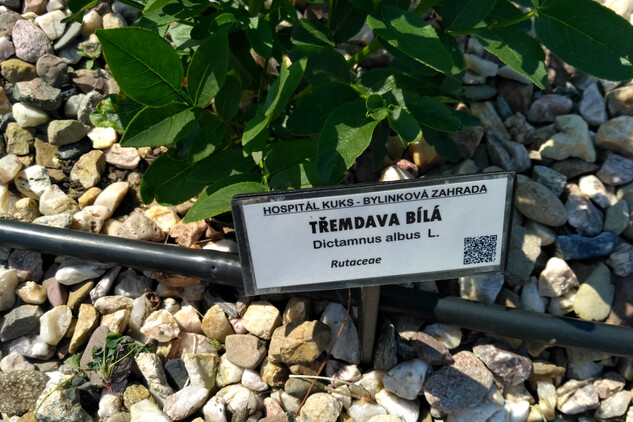 HOSPITÁL KUKS - BYLINKOVÁ ZAHRADA
TŘEMDAVA BÍLÁ
Dictamnus albus L.
Rutaceae